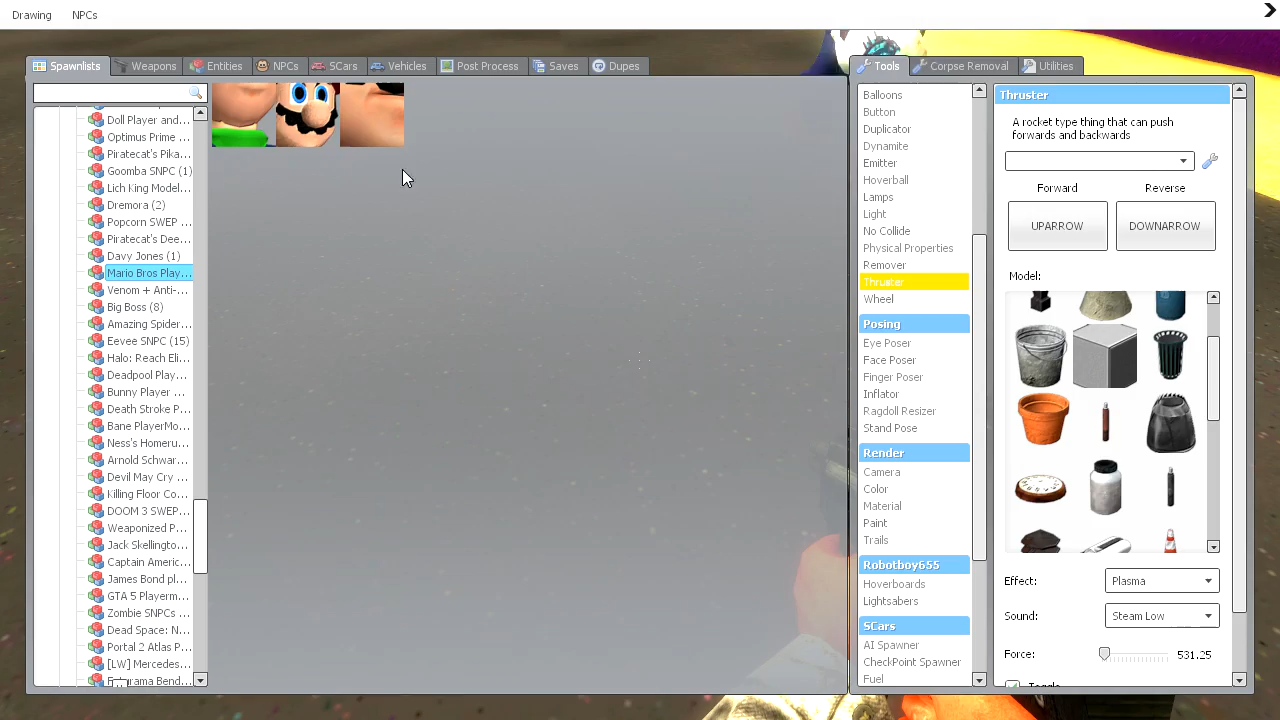 Drawing NPCs
Spawnlists Weapons Entities NPCs SCars Vehicles Post Process Saves Dupes
Doll Player and...
Optimus Prime ...
Piratecat's Pika...
Goomba SNPC (1)
Lich King Model...
Dremora (2)
Popcorn SWEP ...
Piratecat's Dee...
Davy Jones (1)
Mario Bros Play...
Venom + Anti-...
Big Boss (8)
Amazing Spider...
Eevee SNPC (15)
Halo: Reach Eli...
Deadpool Play...
Bunny Player ...
Death Stroke P...
Bane PlayerMo...
Ness's Homeru...
Arnold Schwar...
Devil May Cry ...
Killing Floor Co...
DOOM 3 SWEP...
Weaponized P...
Jack Skellingto...
Captain Americ...
James Bond pl...
GTA 5 Playerm...
Zombie SNPCs ...
Dead Space: N...
Portal 2 Atlas P...
[LW] Mercedes...
Futurama Bend...
Tools Corpse Removal Utilities
Balloons
Button
Duplicator
Dynamite
Emitter
Hoverball
Lamps
Light
No Collide
Physical Properties
Remover
Thruster
Wheel
Posing
Eye Poser
Face Poser
Finger Poser
Inflator
Ragdoll Resizer
Stand Pose
Render
Camera
Color
Material
Paint
Trails
Robotboy655
Hoverboards
Lightsabers
SCars
AI Spawner
CheckPoint Spawner
Fuel
Thruster
A rocket type thing that can push
forwards and backwards
Forward Reverse
UPARROW DOWNARROW
Model:
Effect: Plasma
Sound: Steam Low
Force: 531.25
Toggle